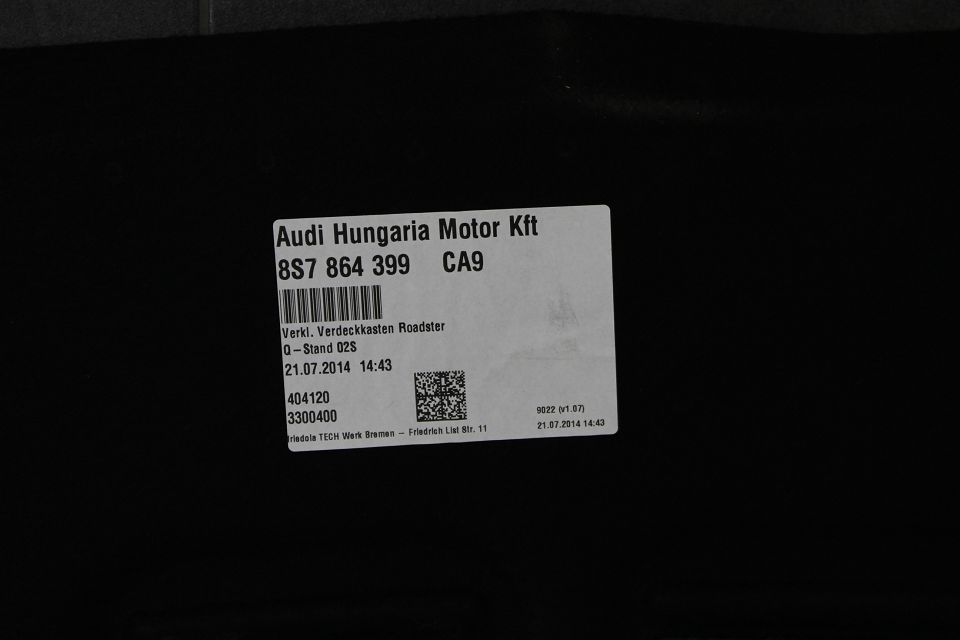 Audi Hungaria Motor Kft
8S7 864 399 CA9
Verkl. Verdeckkasten Roadster
Q-Stand 02S
21.07.2014 14:43
404120
3300400
9022 (v1.07)
friedola TECH Werk Bremen - Friedrich List Str. 11
21.07.2014 14:43